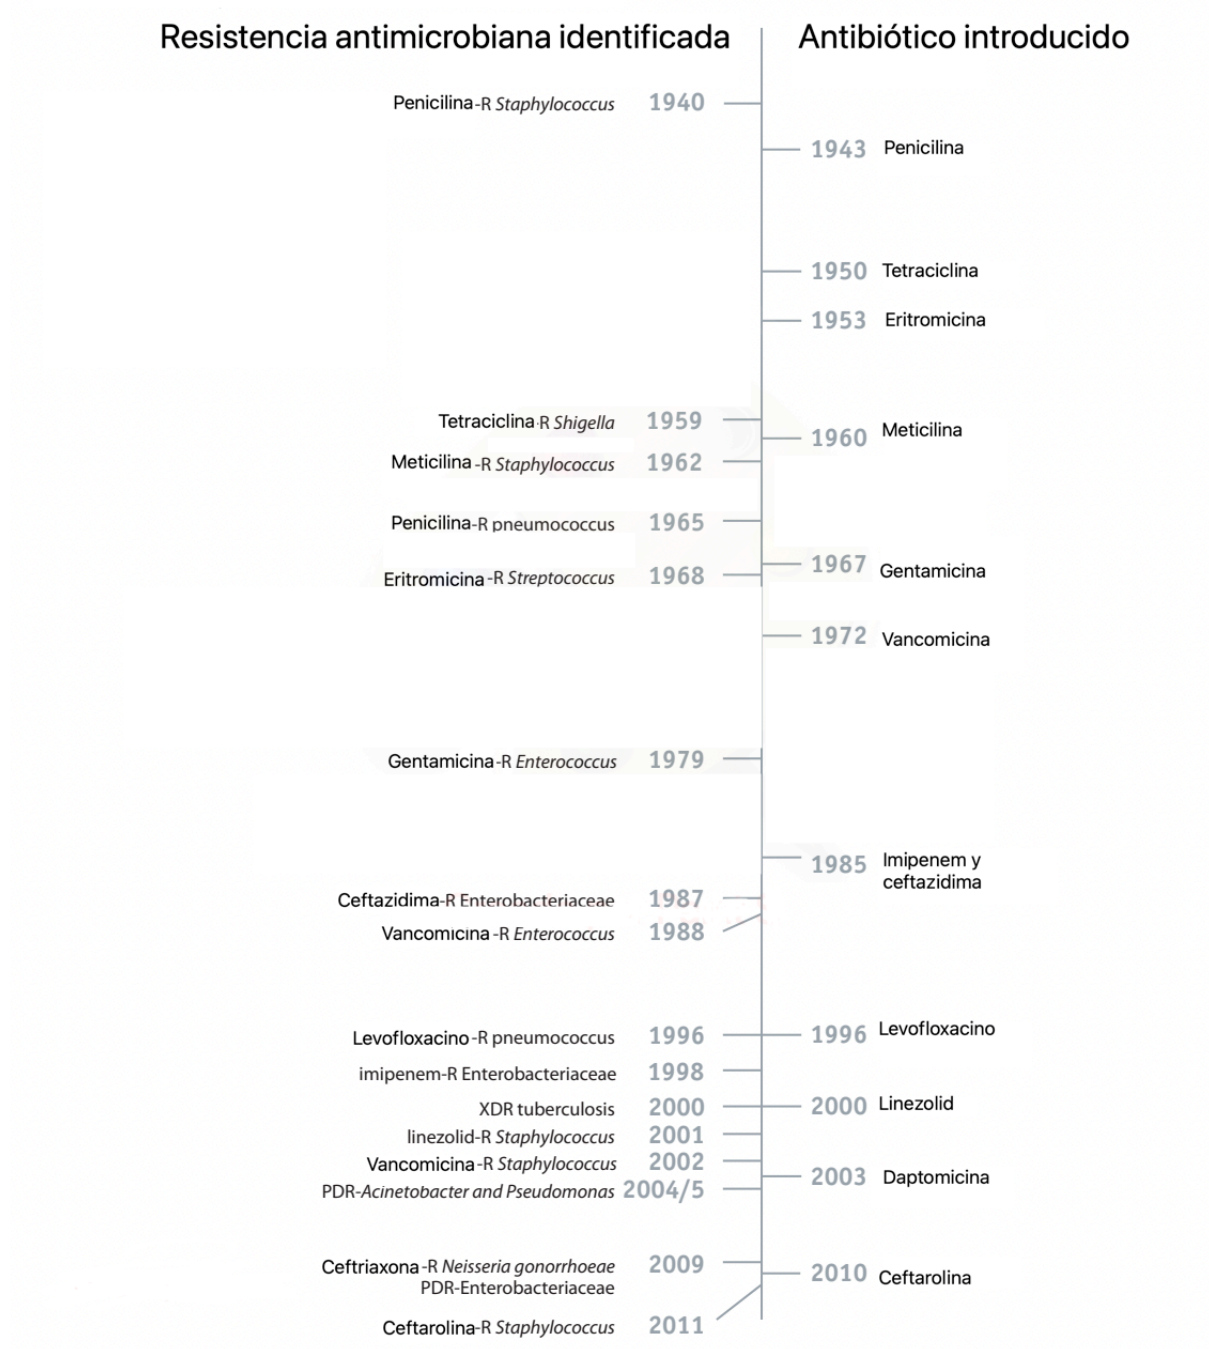 Resistencia antimicrobiana identificada
Antibiótico introducido
Penicilina-R Staphylococcus 1940
1943 Penicilina
1950 Tetraciclina
1953 Eritromicina
Tetraciclina-R Shigella 1959
1960 Meticilina
Meticilina -R Staphylococcus 1962
Penicilina-R pneumococcus 1965
1967 Gentamicina
Eritromicina -R Streptococcus 1968
1972 Vancomicina
Gentamicina-R Enterococcus 1979
1985 Imipenem y
ceftazidima
Ceftazidima-R Enterobacteriaceae 1987
Vancomicina -R Enterococcus 1988
Levofloxacino-R pneumococcus 1996
1996 Levofloxacino
imipenem-R Enterobacteriaceae 1998
XDR tuberculosis 2000
2000 Linezolid
linezolid-R Staphylococcus 2001
Vancomicina-R Staphylococcus 2002
2003 Daptomicina
PDR-Acinetobacter and Pseudomonas 2004/5
Ceftriaxona-R Neisseria gonorrhoeae 2009
PDR-Enterobacteriaceae
2010 Ceftarolina
Ceftarolina-R Staphylococcus 2011